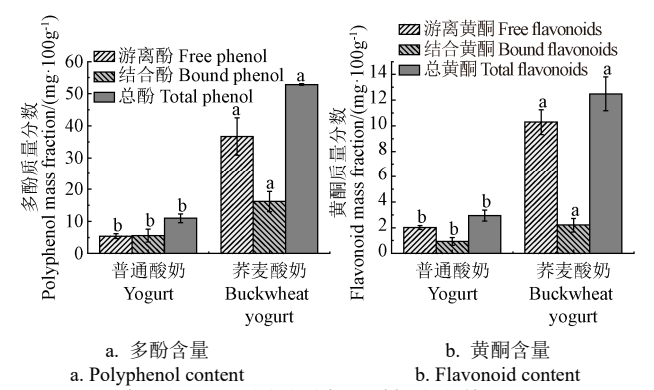 多酚质量分数
Polyphenol mass fraction/(mg·100g-1)
游离酚 Free phenol
结合酚 Bound phenol
总酚 Total phenol
60
50
40
30
20
10
0
b b b
a a a
普通酸奶
Yogurt
荞麦酸奶
Buckwheat
yogurt
a. 多酚含量
a. Polyphenol content
黄酮质量分数
Flavonoid mass fraction/(mg·100g-1)
游离黄酮 Free flavonoids
结合黄酮 Bound flavonoids
总黄酮 Total flavonoids
14
12
10
8
6
4
2
0
b b b
a a a
普通酸奶
Yogurt
荞麦酸奶
Buckwheat
yogurt
b. 黄酮含量
b. Flavonoid content